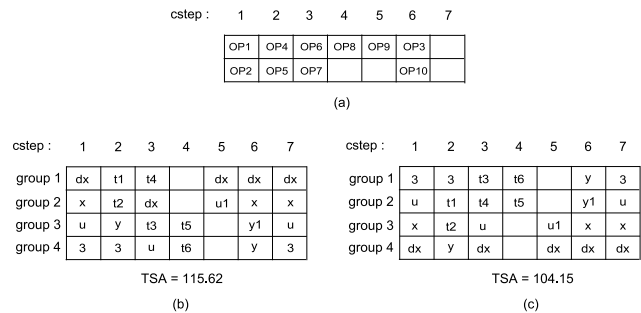 cstep : 1 2 3 4 5 6 7
OP1 OP4 OP6 OP8 OP9 OP3
OP2 OP5 OP7 OP10
(a)
cstep : 1 2 3 4 5 6 7
group 1 dx t1 t4 dx dx dx
group 2 x t2 dx u1 x x
group 3 u y t3 t5 y1 u
group 4 3 3 u t6 y 3
TSA = 115.62
(b)
cstep : 1 2 3 4 5 6 7
group 1 3 3 t3 t6 y 3
group 2 u t1 t4 t5 y1 u
group 3 x t2 u u1 x x
group 4 dx y dx dx dx dx
TSA = 104.15
(c)